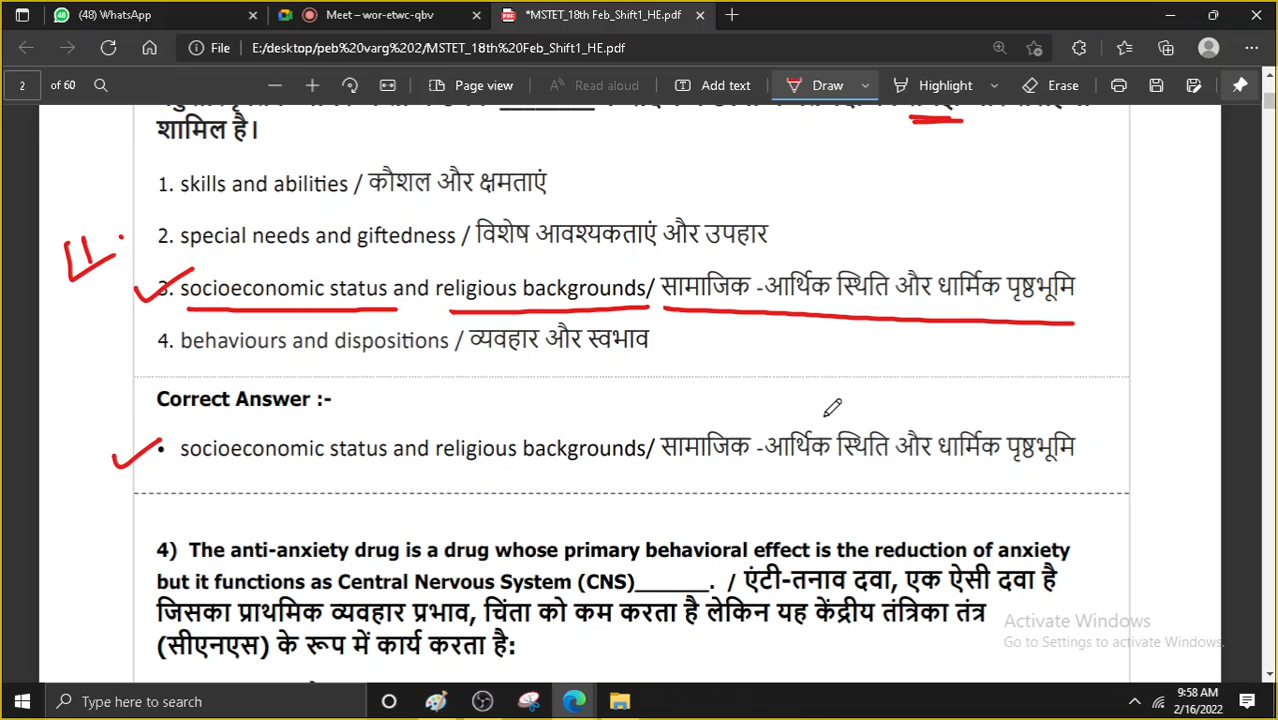 (48) WhatsApp
Meet – wor-etwc-qbv
*MSTET_18th Feb_Shift1_HE.pdf
File
E:/desktop/peb%20varg%202/MSTET_18th%20Feb_Shift1_HE.pdf
2 of 60
Page view
Read aloud
Add text
Draw
Highlight
Erase
शामिल है।
1. skills and abilities / कौशल और क्षमताएं
2. special needs and giftedness / विशेष आवश्यकताएं और उपहार
3. socioeconomic status and religious backgrounds/ सामाजिक -आर्थिक स्थिति और धार्मिक पृष्ठभूमि
4. behaviours and dispositions / व्यवहार और स्वभाव
Correct Answer :-
• socioeconomic status and religious backgrounds/ सामाजिक -आर्थिक स्थिति और धार्मिक पृष्ठभूमि
4) The anti-anxiety drug is a drug whose primary behavioral effect is the reduction of anxiety
but it functions as Central Nervous System (CNS)______. / एंटी-तनाव दवा, एक ऐसी दवा है
जिसका प्राथमिक व्यवहार प्रभाव, चिंता को कम करता है लेकिन यह केंद्रीय तंत्रिका तंत्र
(सीएनएस) के रूप में कार्य करता है:
Activate Windows
Go to Settings to activate Windows.
Type here to search
9:58 AM
2/16/2022